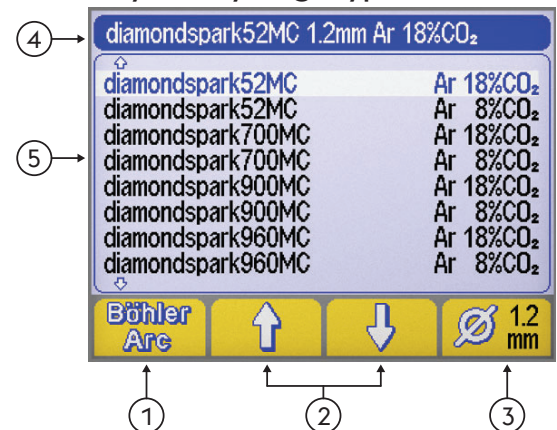 4
diamondspark52MC 1.2mm Ar 18%CO₂
5
diamondspark52MC Ar 18%CO₂
diamondspark52MC Ar 8%CO₂
diamondspark700MC Ar 18%CO₂
diamondspark700MC Ar 8%CO₂
diamondspark900MC Ar 18%CO₂
diamondspark900MC Ar 8%CO₂
diamondspark960MC Ar 18%CO₂
diamondspark960MC Ar 8%CO₂
Böhler
Arc
1.2
mm
1
2
3